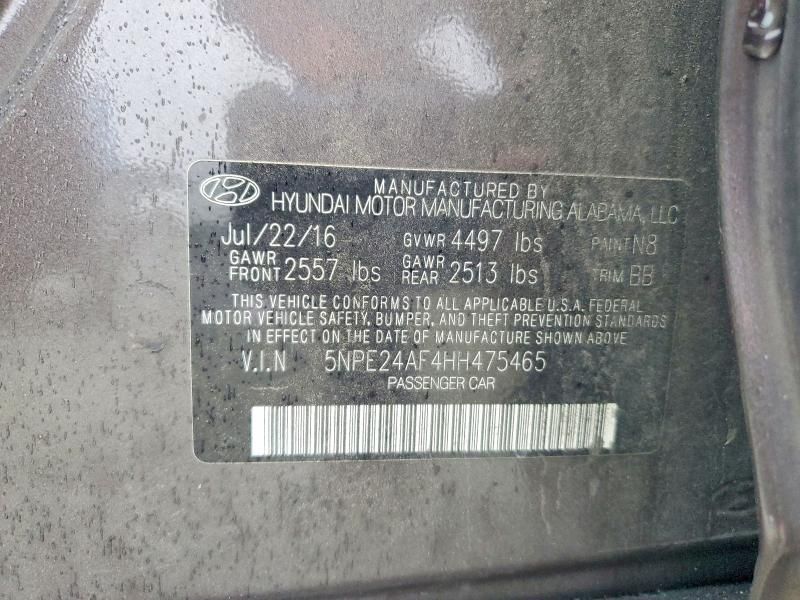 MANUFACTURED BY
HYUNDAI MOTOR MANUFACTURING ALABAMA, LLC
Jul/22/16 GVWR 4497 lbs PAINT N8
GAWR FRONT 2557 lbs GAWR REAR 2513 lbs TRIM BB
THIS VEHICLE CONFORMS TO ALL APPLICABLE U.S.A. FEDERAL
MOTOR VEHICLE SAFETY, BUMPER, AND THEFT PREVENTION STANDARDS
IN EFFECT ON THE DATE OF MANUFACTURE SHOWN ABOVE
V.I.N 5NPE24AF4HH475465
PASSENGER CAR